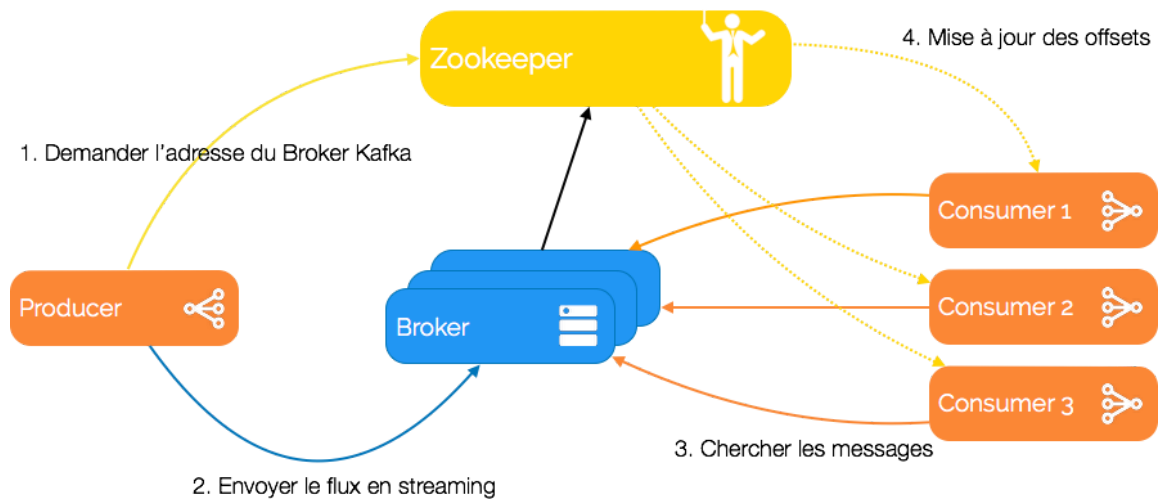 Zookeeper
4. Mise à jour des offsets
1. Demander l'adresse du Broker Kafka
Consumer 1
Producer
Broker
Consumer 2
Consumer 3
3. Chercher les messages
2. Envoyer le flux en streaming